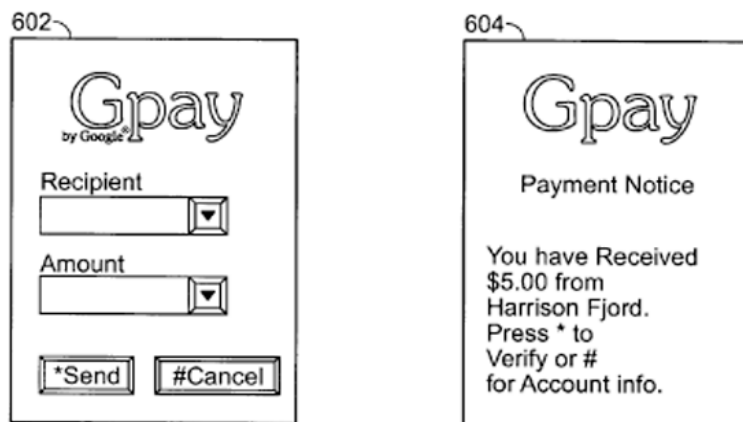 602
Gpay
by Google®
Recipient
Amount
*Send
#Cancel
604
Gpay
Payment Notice
You have Received
$5.00 from
Harrison Fjord.
Press * to
Verify or #
for Account info.